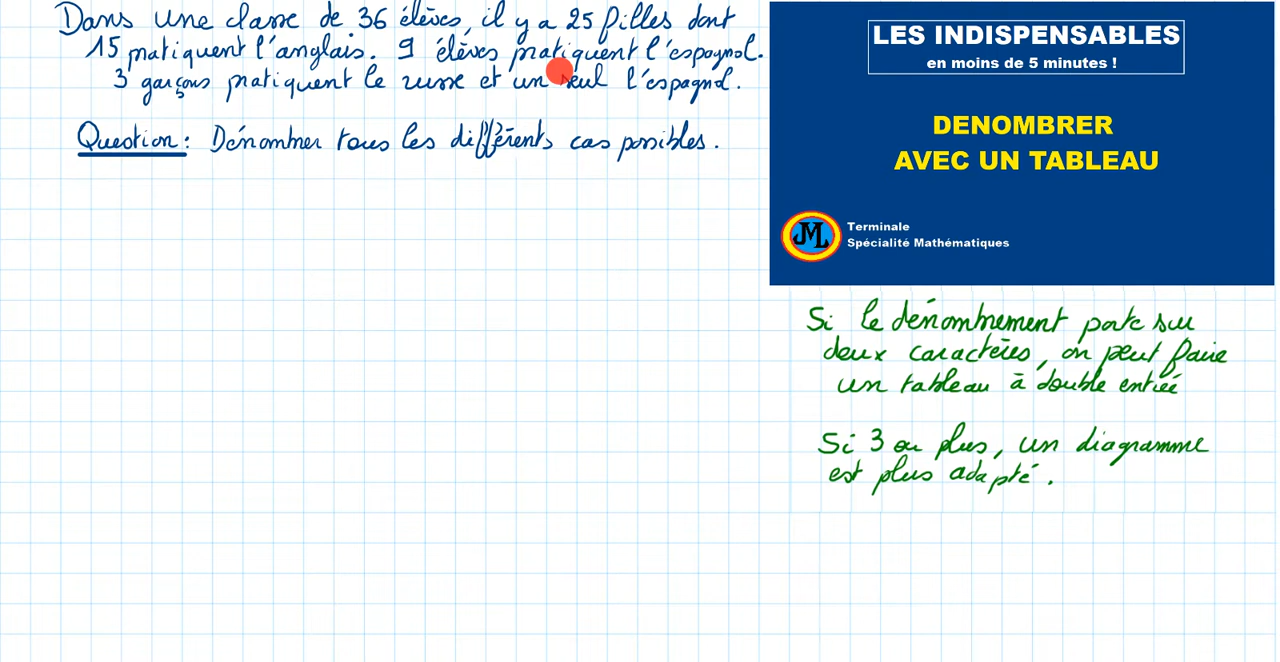 Dans une classe de 36 élèves, il y a 25 filles dont
15 pratiquent l'anglais. 9 élèves pratiquent l'espagnol.
3 garçons pratiquent le russe et un seul l'espagnol.
Question : Dénombrer tous les différents cas possibles.
LES INDISPENSABLES
en moins de 5 minutes !
DENOMBRER
AVEC UN TABLEAU
JML
Terminale
Spécialité Mathématiques
Si le dénombrement porte sur
deux caractères, on peut faire
un tableau à double entrée
Si 3 ou plus, un diagramme
est plus adapté.